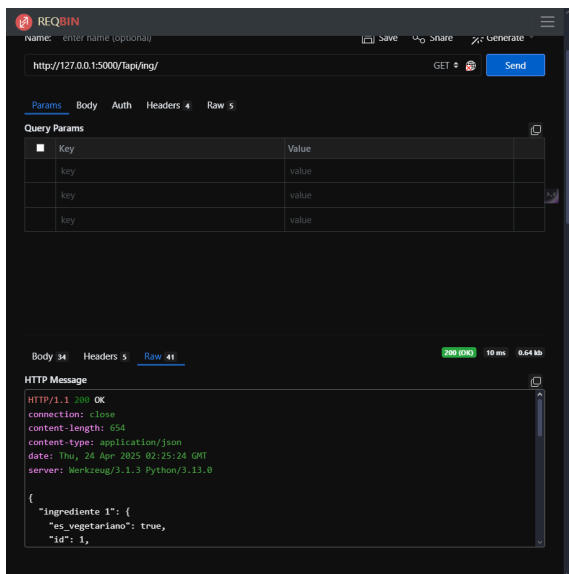 REQBIN
Name: enter name (optional) Save Share Generate
http://127.0.0.1:5000/Tapi/ing/ GET Send
Params Body Auth Headers 4 Raw 5
Query Params
Key Value
key value
key value
key value
Body 34 Headers 5 Raw 41 200 (OK) 10 ms 0.64 kb
HTTP Message
HTTP/1.1 200 OK
connection: close
content-length: 654
content-type: application/json
date: Thu, 24 Apr 2025 02:25:24 GMT
server: Werkzeug/3.1.3 Python/3.13.0
{
"ingrediente 1": {
"es_vegetariano": true,
"id": 1,